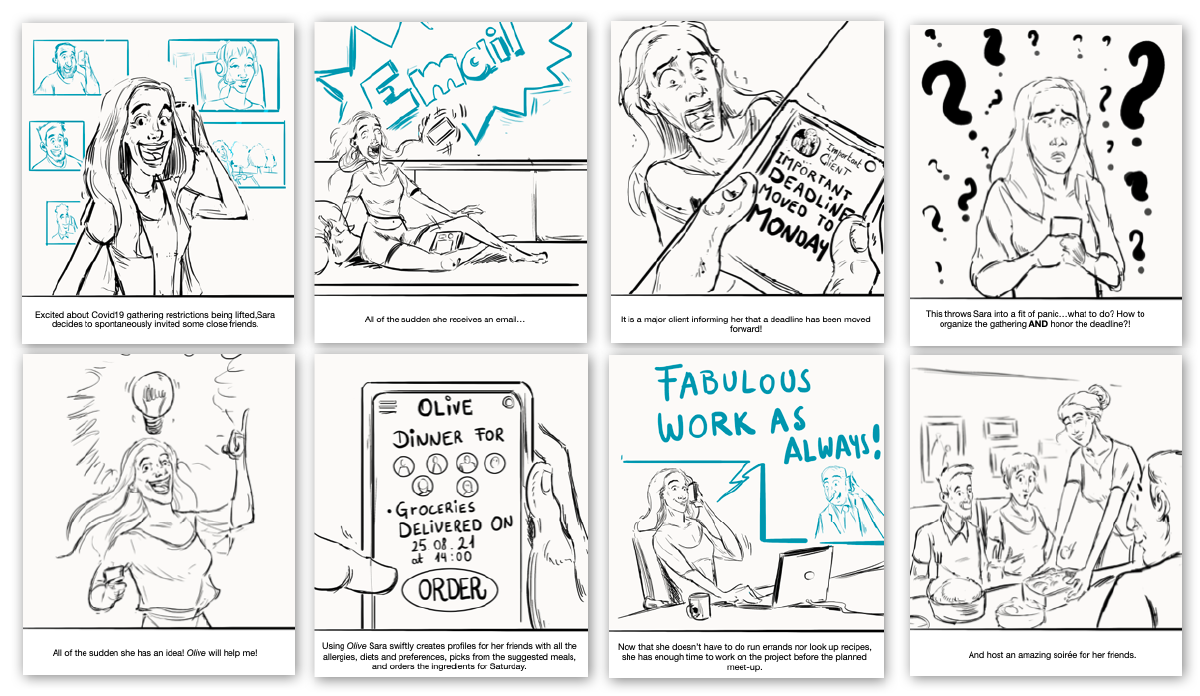 Excited about Covid19 gathering restrictions being lifted,Sara
decides to spontaneously invited some close friends.
Email
All of the sudden she receives an email...
Important
Client
IMPORTANT
DEADLINE
MOVED TO
MONDAY
It is a major client informing her that a deadline has been moved
forward!
? ? ? ? ? ? ? ? ? ? ? ? ? ? ? ?
This throws Sara into a fit of panic...what to do? How to
organize the gathering AND honor the deadline?!
All of the sudden she has an idea! Olive will help me!
OLiVE
DiNNER FOR
• GROCERiES
DELiVERED ON
25.08.21
at 14:00
ORDER
Using Olive Sara swiftly creates profiles for her friends with all the
allergies, diets and preferences, picks from the suggested meals,
and orders the ingredients for Saturday.
FABULOUS
WORK AS
ALWAYS!
Now that she doesn't have to do run errands nor look up recipes,
she has enough time to work on the project before the planned
meet-up.
And host an amazing soirée for her friends.